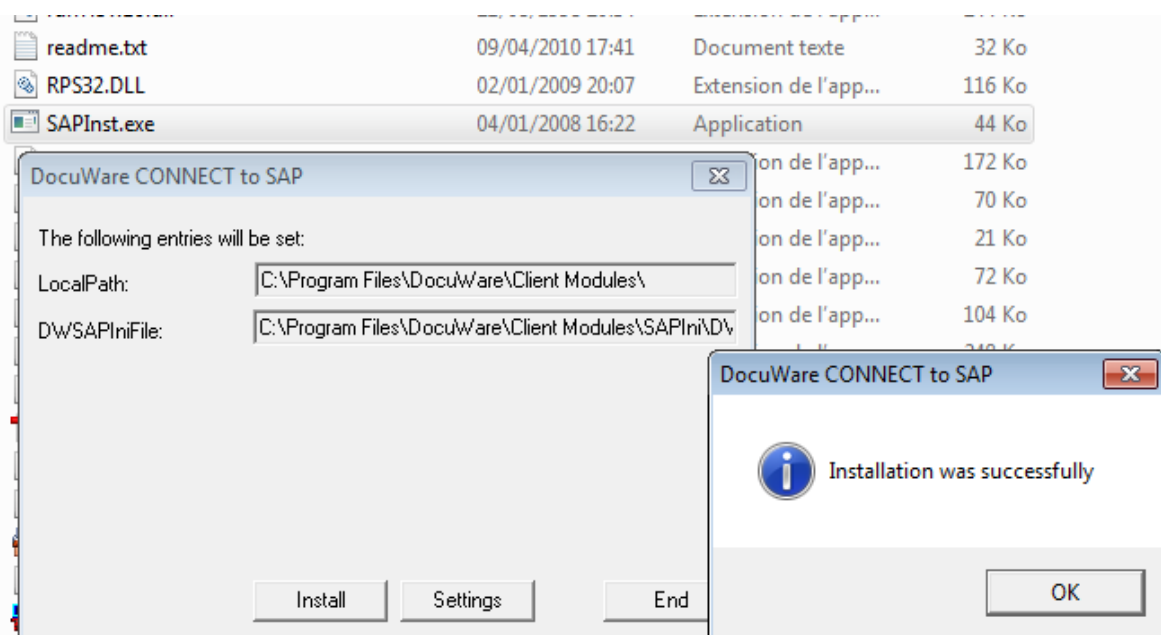 readme.txt 09/04/2010 17:41 Document texte 32 Ko
RPS32.DLL 02/01/2009 20:07 Extension de l'app... 116 Ko
SAPInst.exe 04/01/2008 16:22 Application 44 Ko
DocuWare CONNECT to SAP
on de l'app... 172 Ko
on de l'app... 70 Ko
The following entries will be set:
ion de l'app... 21 Ko
LocalPath: C:\Program Files\DocuWare\Client Modules\
on de l'app... 72 Ko
DWSAPIniFile: C:\Program Files\DocuWare\Client Modules\SAPIni\D
on de l'app... 104 Ko
DocuWare CONNECT to SAP
Installation was successfully
Install Settings End
OK